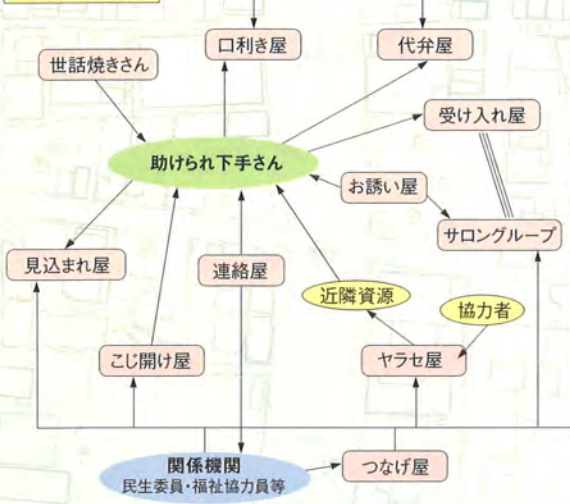 口利き屋
代弁屋
世話焼きさん
受け入れ屋
助けられ下手さん
お誘い屋
サロングループ
見込まれ屋
連絡屋
近隣資源
協力者
こじ開け屋
ヤラセ屋
関係機関
民生委員・福祉協力員等
つなげ屋